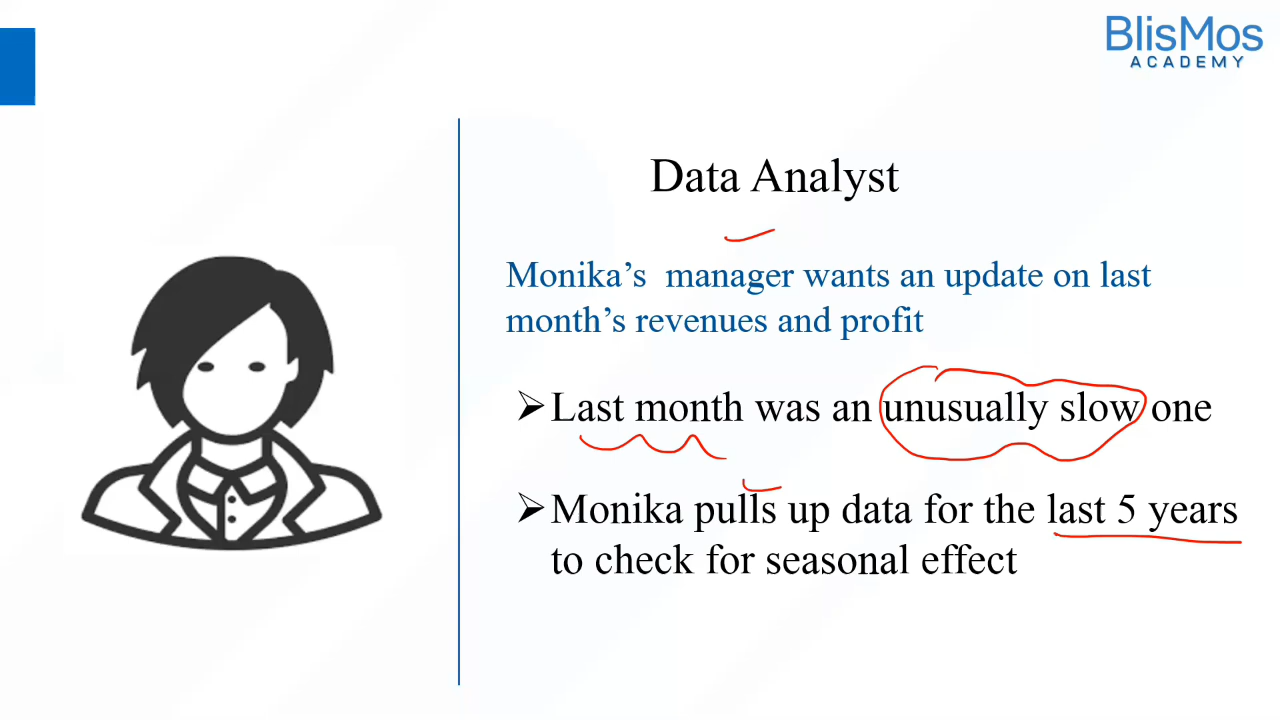 BlisMos
ACADEMY
Data Analyst
Monika’s  manager wants an update on last
month’s revenues and profit
➢Last month was an unusually slow one
➢Monika pulls up data for the last 5 years
to check for seasonal effect